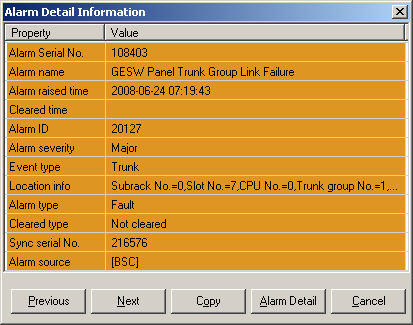 Alarm Detail Information
Property Value
Alarm Serial No. 108403
Alarm name GESW Panel Trunk Group Link Failure
Alarm raised time 2008-06-24 07:19:43
Cleared time
Alarm ID 20127
Alarm severity Major
Event type Trunk
Location info Subrack No.=0,Slot No.=7,CPU No.=0,Trunk group No.=1,...
Alarm type Fault
Cleared type Not cleared
Sync serial No. 216576
Alarm source [BSC]
Previous Next Copy Alarm Detail Cancel